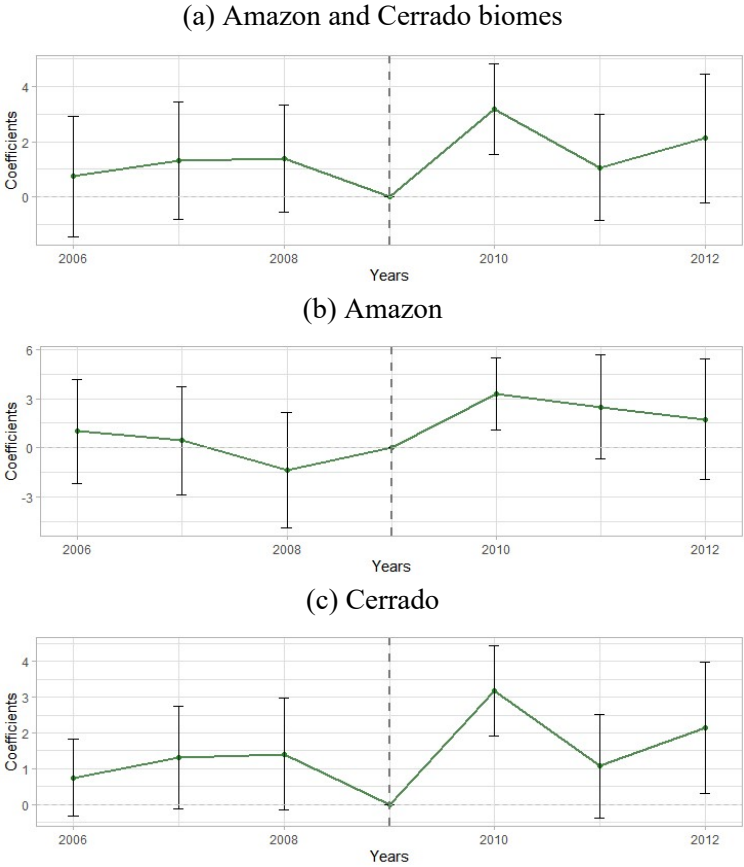 (a) Amazon and Cerrado biomes
4
2
0
Coefficients
2006 2008 2010 2012
Years
(b) Amazon
6
3
0
-3
Coefficients
2006 2008 2010 2012
Years
(c) Cerrado
4
3
2
1
0
Coefficients
2006 2008 2010 2012
Years